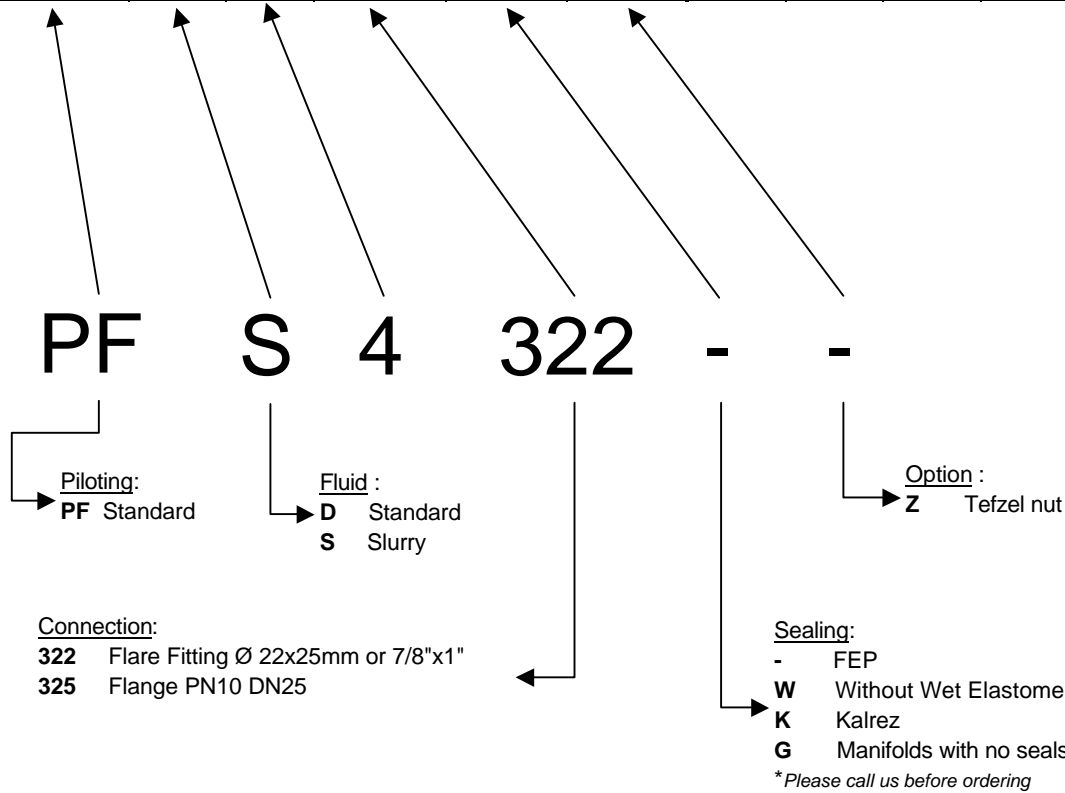 PF S 4 322 - -
Piloting:
PF Standard
Fluid :
D Standard
S Slurry
Option :
Z Tefzel nut
Connection:
322 Flare Fitting Ø 22x25mm or 7/8"x1"
325 Flange PN10 DN25
Sealing:
- FEP
W Without Wet Elastome
K Kalrez
G Manifolds with no seals
*Please call us before ordering